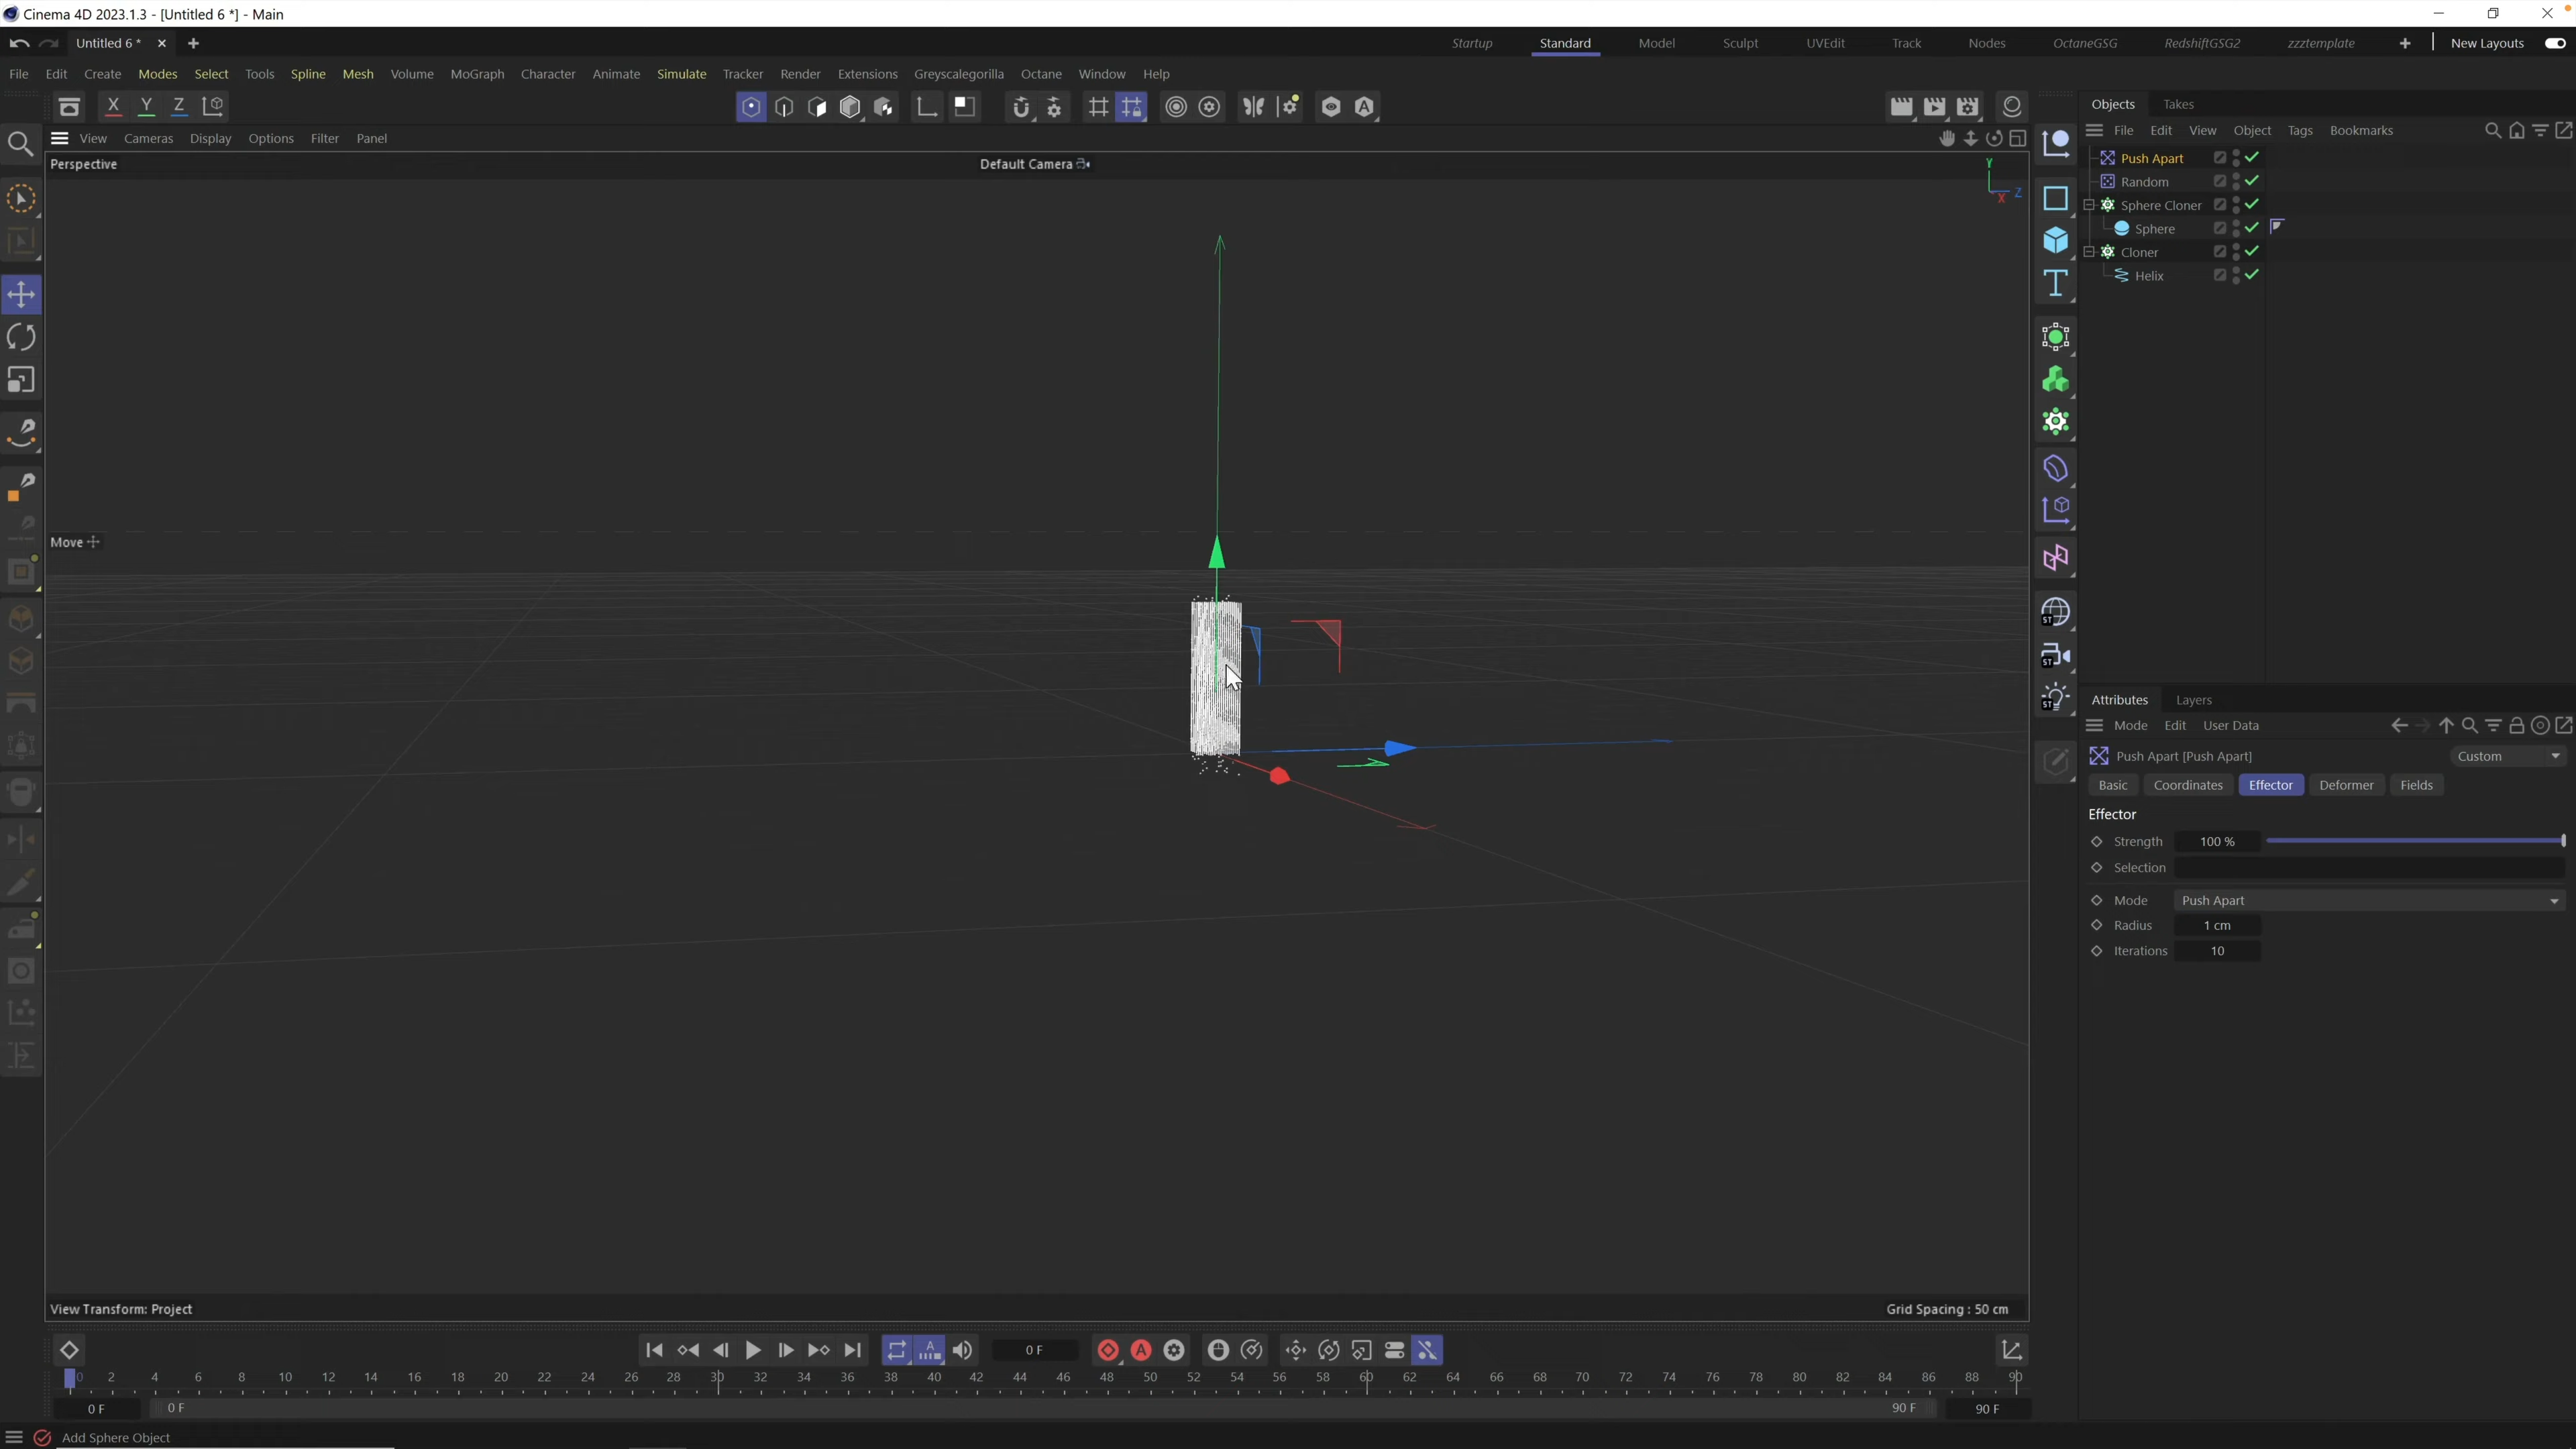 Cinema 4D 2023.1.3 - [Untitled 6 *] - Main
Untitled 6 *
Startup Standard Model Sculpt UVEdit Track Nodes OctaneGSG RedshiftGSG2 zzztemplate New Layouts
File Edit Create Modes Select Tools Spline Mesh Volume MoGraph Character Animate Simulate Tracker Render Extensions Greyscalegorilla Octane Window Help
X Y Z
View Cameras Display Options Filter Panel
Perspective
Default Camera
Y
X
Z
Move
View Transform: Project
Grid Spacing : 50 cm
Objects Takes
File Edit View Object Tags Bookmarks
Push Apart
Random
Sphere Cloner
Sphere
Cloner
Helix
ST
ST
ST
Attributes Layers
Mode Edit User Data
Push Apart [Push Apart] Custom
Basic Coordinates Effector Deformer Fields
Effector
Strength 100 %
Selection
Mode Push Apart
Radius 1 cm
Iterations 10
0 F
0 2 4 6 8 10 12 14 16 18 20 22 24 26 28 30 32 34 36 38 40 42 44 46 48 50 52 54 56 58 60 62 64 66 68 70 72 74 76 78 80 82 84 86 88 90
0 F 0 F 90 F 90 F
Add Sphere Object